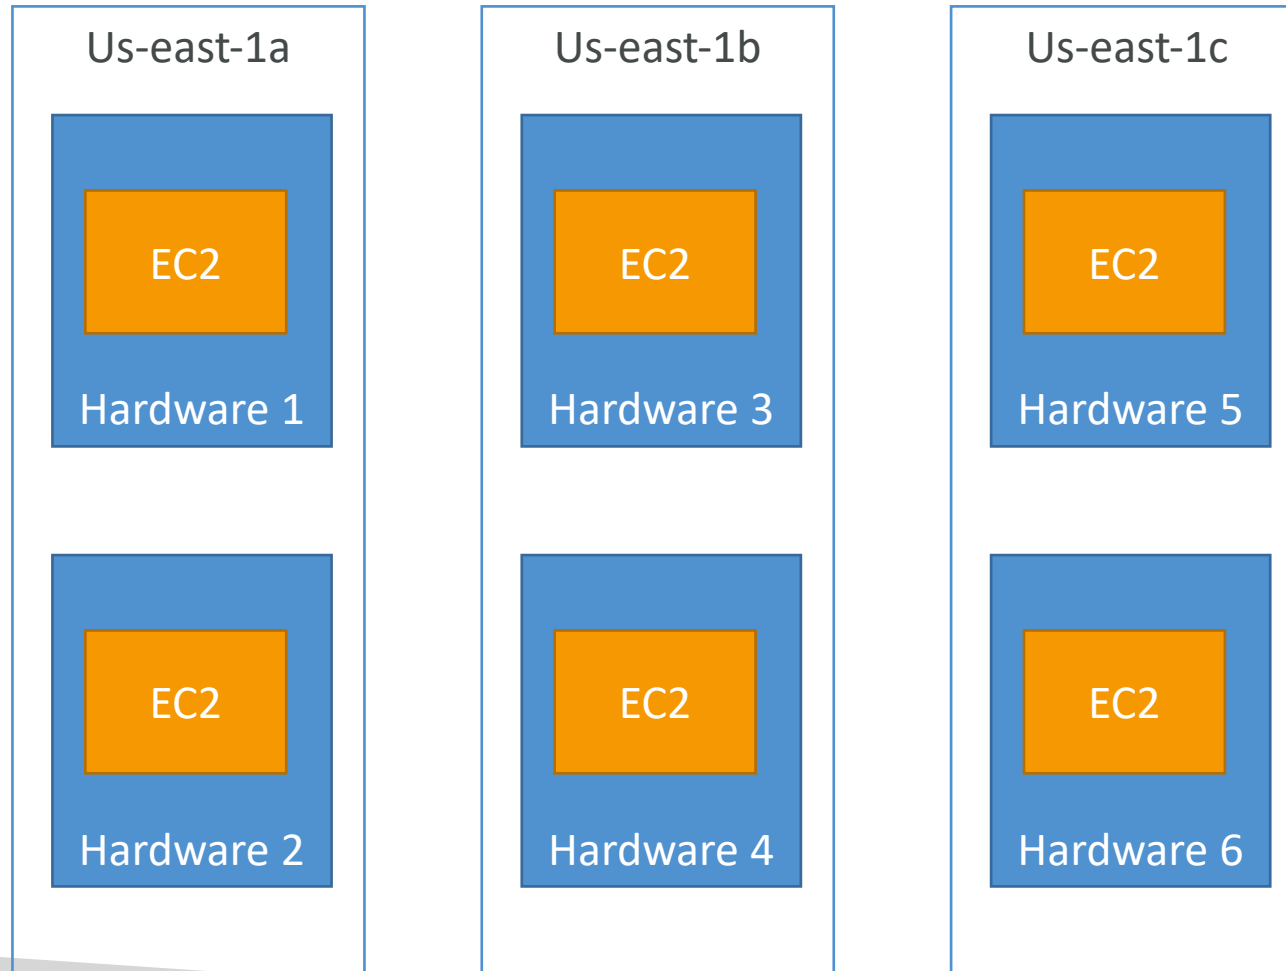 Us-east-1a
EC2
Hardware 1
EC2
Hardware 2
Us-east-1b
EC2
Hardware 3
EC2
Hardware 4
Us-east-1c
EC2
Hardware 5
EC2
Hardware 6